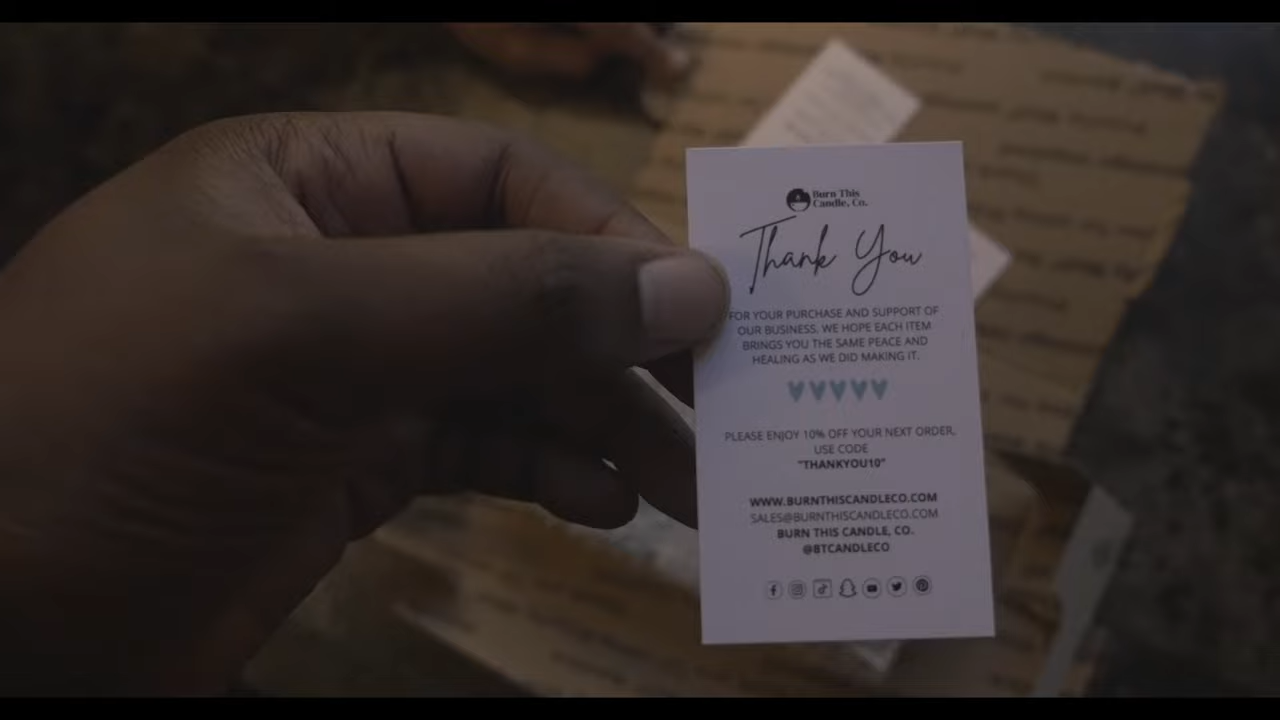 Burn This
Candle, Co.
Thank You
FOR YOUR PURCHASE AND SUPPORT OF
OUR BUSINESS. WE HOPE EACH ITEM
BRINGS YOU THE SAME PEACE AND
HEALING AS WE DID MAKING IT.
PLEASE ENJOY 10% OFF YOUR NEXT ORDER,
USE CODE
"THANKYOU10"
WWW.BURNTHISCANDLECO.COM
SALES@BURNTHISCANDLECO.COM
BURN THIS CANDLE, CO.
@BTCANDLECO